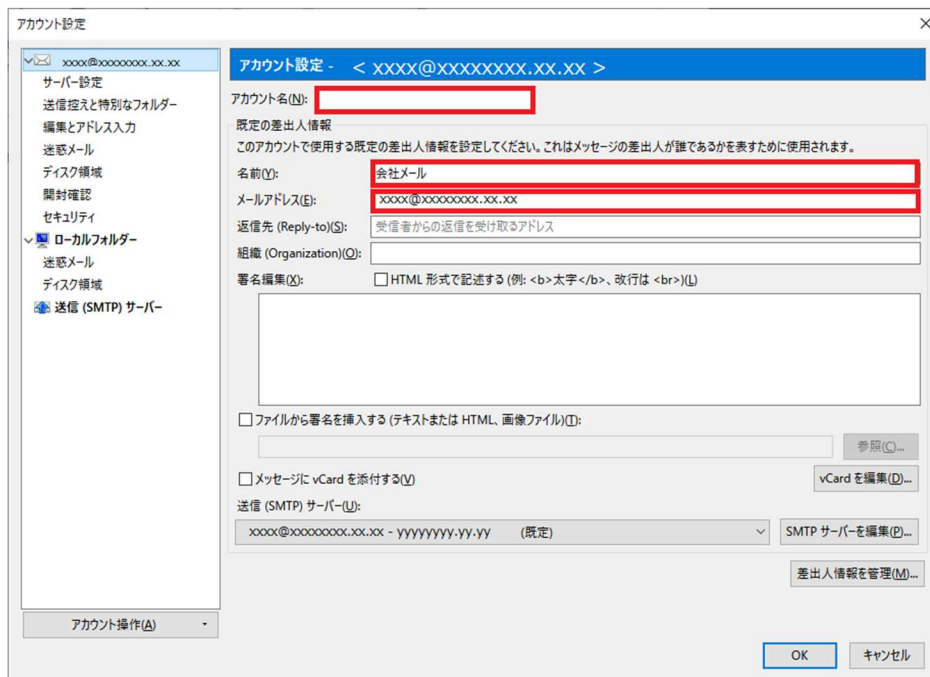 アカウント設定
xxxx@xxxxxxxx.xx.xx
サーバー設定
送信控えと特別なフォルダー
編集とアドレス入力
迷惑メール
ディスク領域
開封確認
セキュリティ
ローカルフォルダー
迷惑メール
ディスク領域
送信 (SMTP) サーバー
アカウント操作(A)
アカウント設定 - < xxxx@xxxxxxxx.xx.xx >
アカウント名(N):
既定の差出人情報
このアカウントで使用する既定の差出人情報を設定してください。これはメッセージの差出人が誰であるかを表すために使用されます。
名前(Y): 会社メール
メールアドレス(E): xxxx@xxxxxxxx.xx.xx
返信先 (Reply-to)(S): 受信者からの返信を受け取るアドレス
組織 (Organization)(O):
署名編集(X): HTML 形式で記述する (例: <b>太字</b>、改行は <br>)(L)
ファイルから署名を挿入する (テキストまたは HTML、画像ファイル)(T):
参照(C)...
メッセージに vCard を添付する(V)
vCard を編集(D)...
送信 (SMTP) サーバー(U):
xxxx@xxxxxxxx.xx.xx - yyyyyyyy.yy.yy (既定)
SMTP サーバーを編集(P)...
差出人情報を管理(M)...
OK
キャンセル